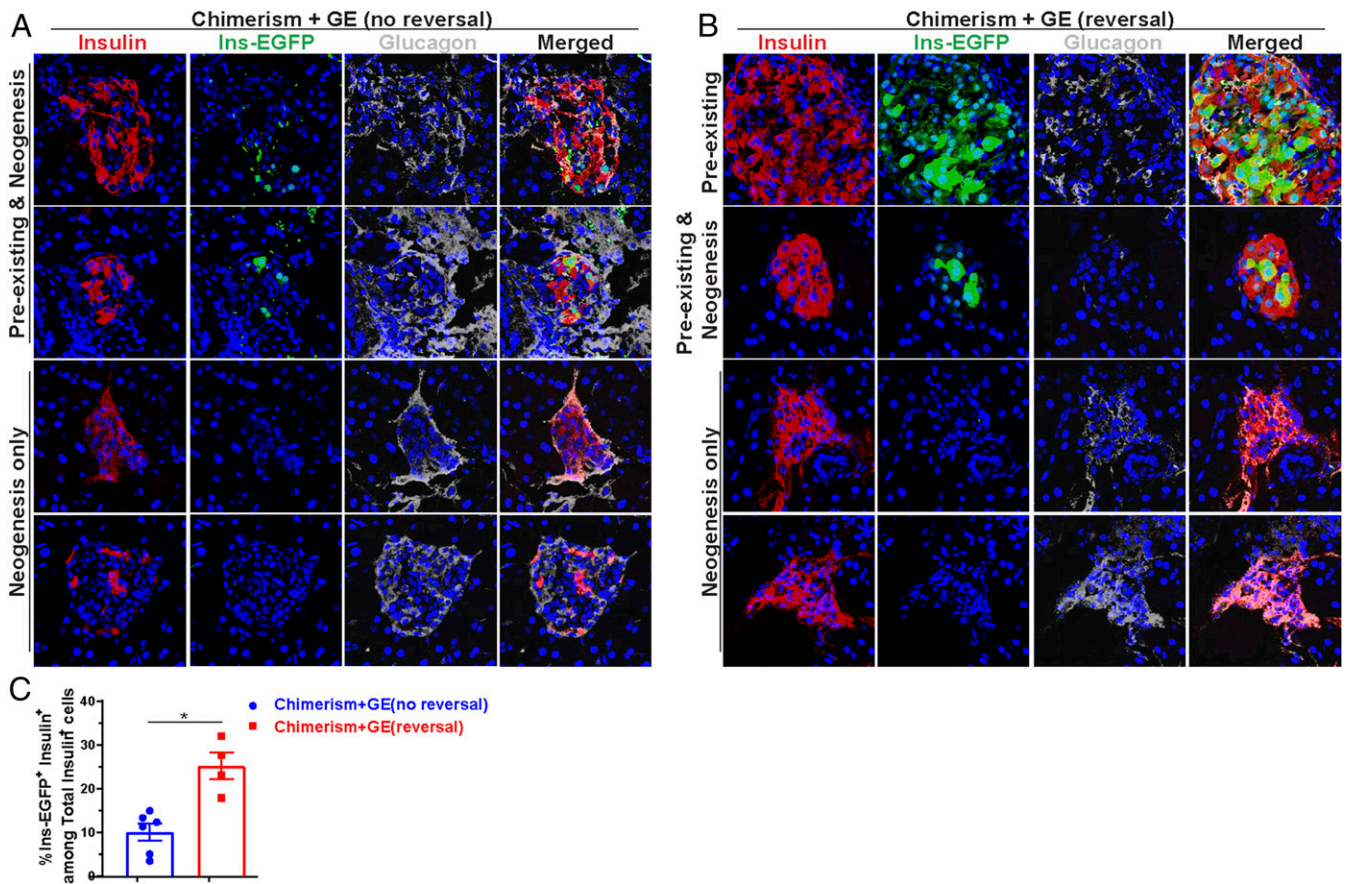 A
Chimerism + GE (no reversal)
Insulin
Ins-EGFP
Glucagon
Merged
Pre-existing & Neogenesis
Neogenesis only
B
Chimerism + GE (reversal)
Insulin
Ins-EGFP
Glucagon
Merged
Pre-existing
Pre-existing &
Neogenesis
Neogenesis only
C
%Ins-EGFP+ Insulin+
among Total Insulin+ cells
40
30
20
10
0
*
Chimerism+GE(no reversal)
Chimerism+GE(reversal)